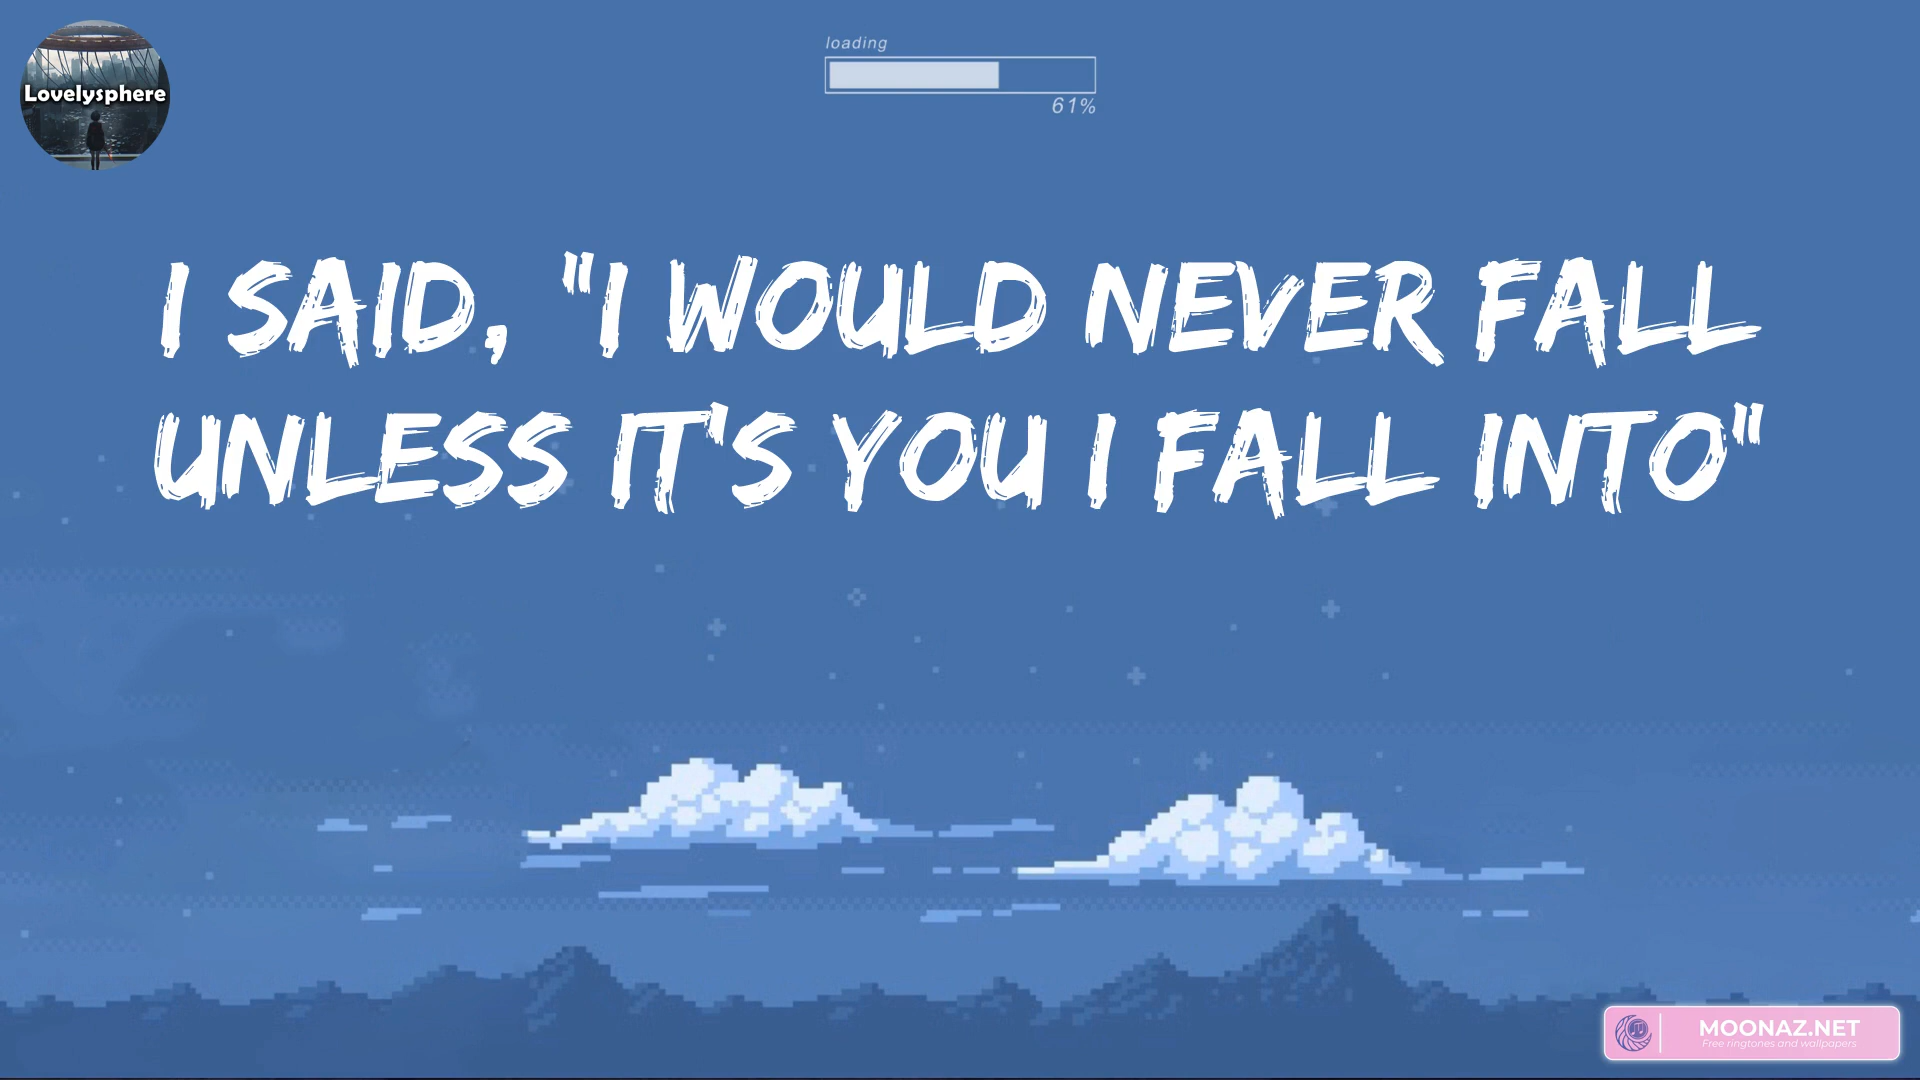 Lovelysphere
loading
61%
I SAID, "I WOULD NEVER FALL
UNLESS IT'S YOU I FALL INTO"
MOONAZ.NET
Free ringtones and wallpapers